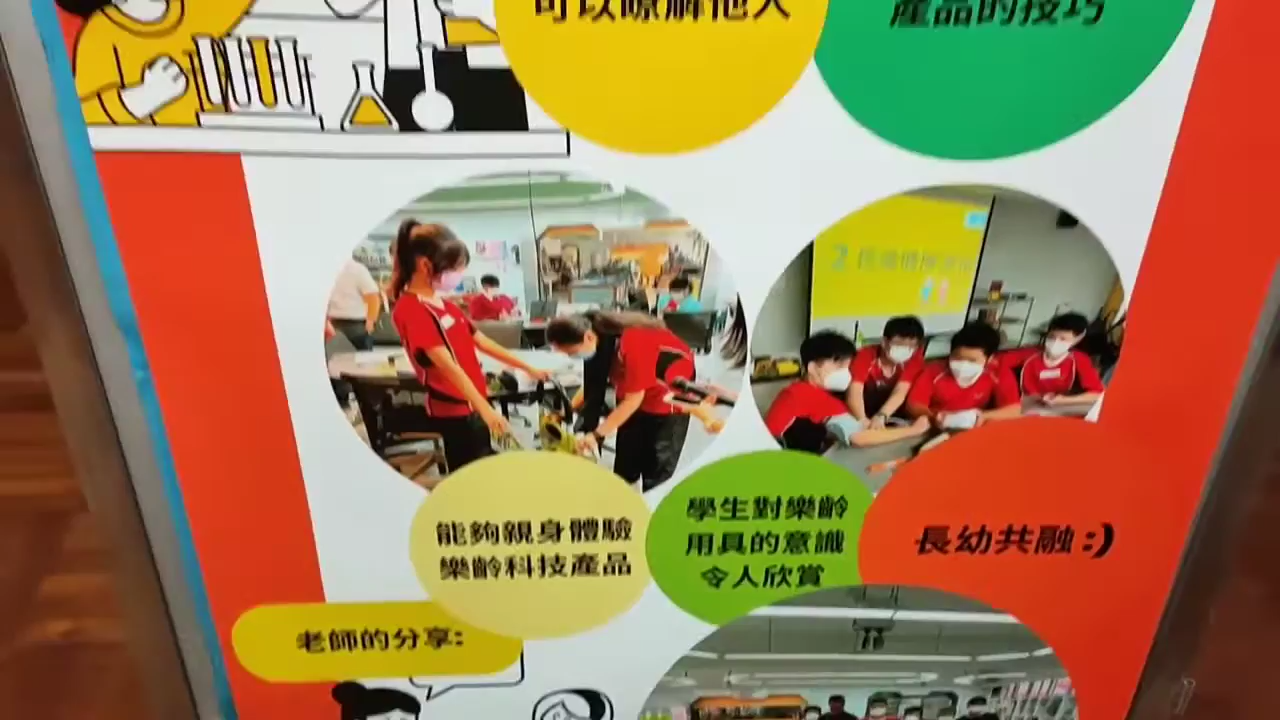 可以瞭解他人
產品的技巧
能夠親身體驗
樂齡科技產品
學生對樂齡
用具的意識
令人欣賞
長幼共融:)
老師的分享: